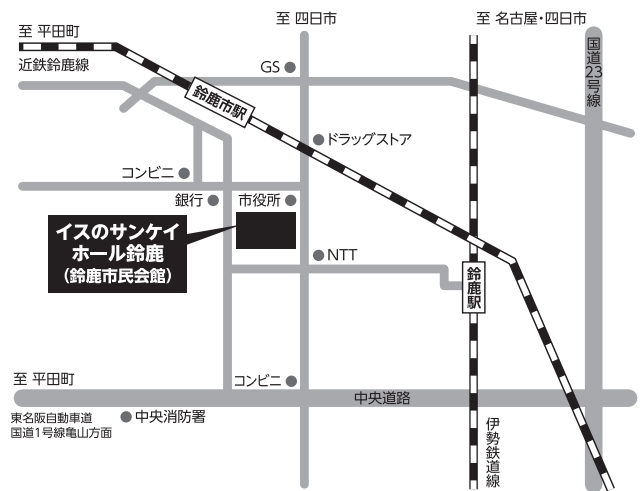 至 四日市
至 名古屋・四日市
至 平田町
近鉄鈴鹿線
国道23号線
GS
鈴鹿市駅
ドラッグストア
コンビニ
銀行
市役所
イスのサンケイ
ホール鈴鹿
（鈴鹿市民会館）
NTT
鈴鹿駅
至 平田町
コンビニ
中央道路
東名阪自動車道
国道1号線亀山方面
中央消防署
伊勢鉄道線